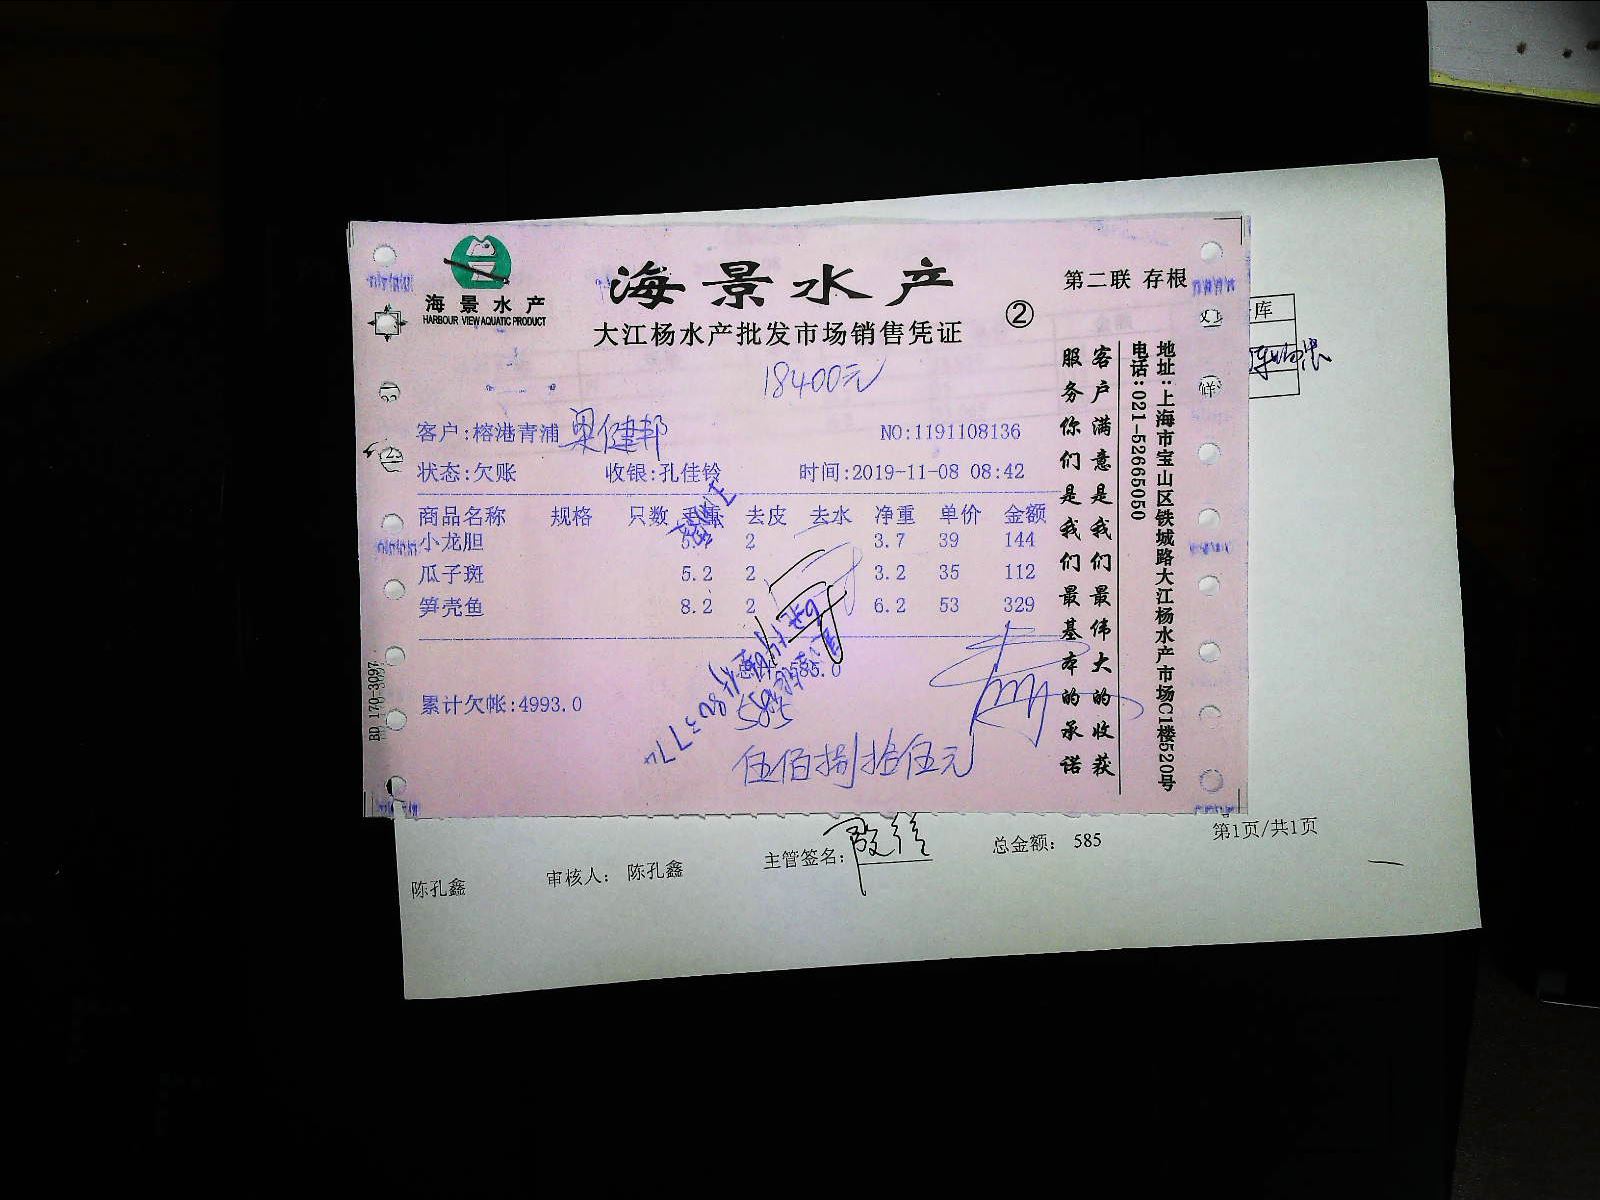 海景水产
HARBOUR VIEW AQUATIC PRODUCT
海景水产
大江杨水产批发市场销售凭证
②
第二联 存根
18400元
客户:榕港青浦 梁健邦
NO:1191108136
状态:欠账 收银:孔佳铃 时间:2019-11-08 08:42
商品名称 规格 只数 毛重 去皮 去水 净重 单价 金额
小龙胆 2 3.7 39 144
瓜子斑 5.2 2 3.2 35 112
笋壳鱼 8.2 2 6.2 53 329
585
累计欠帐:4993.0
伍佰捌拾伍元
客户满意是我们最伟大的收获
服务你们是我们最基本的承诺
地址:上海市宝山区铁城路大江杨水产市场C1楼520号
电话:021-52665050
BD 170-3097
库
陈孔鑫 审核人: 陈孔鑫 主管签名: 总金额: 585 第1页/共1页